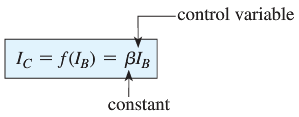 control variable
I_C = f(I_B) = βI_B
constant